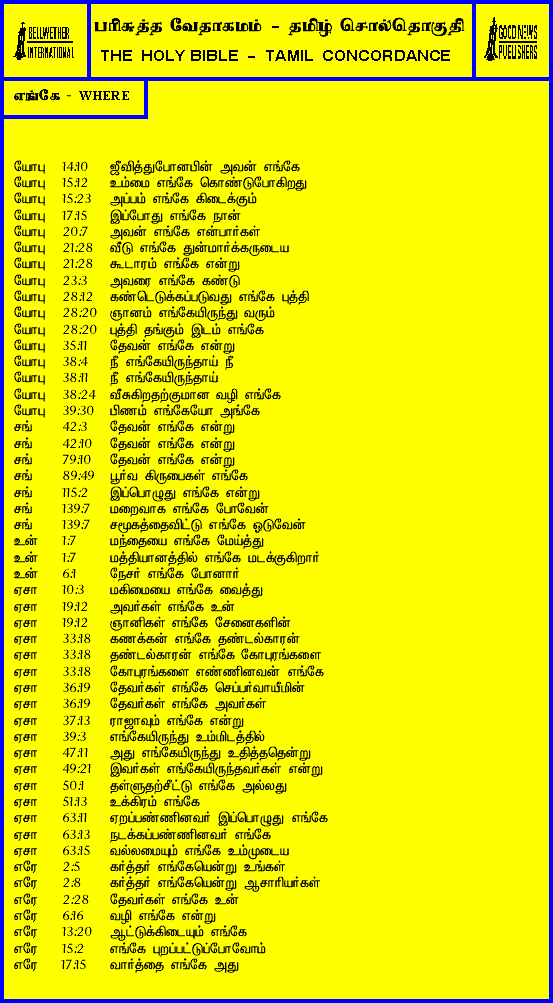 BELLWETHER
INTERNATIONAL
பரிசுத்த வேதாகமம் - தமிழ் சொல்தொகுதி
THE HOLY BIBLE - TAMIL CONCORDANCE
GOOD NEWS
PUBLISHERS
எங்கே - WHERE
யோபு 14:10 ஜீவித்துபோனபின் அவன் எங்கே
யோபு 15:12 உம்மை எங்கே கொண்டுபோகிறது
யோபு 15:23 அப்பம் எங்கே கிடைக்கும்
யோபு 17:15 இப்போது எங்கே நான்
யோபு 20:7 அவன் எங்கே என்பார்கள்
யோபு 21:28 வீடு எங்கே துன்மார்க்கருடைய
யோபு 21:28 கூடாரம் எங்கே என்று
யோபு 23:3 அவரை எங்கே கண்டு
யோபு 28:12 கண்டெடுக்கப்படுவது எங்கே புத்தி
யோபு 28:20 ஞானம் எங்கேயிருந்து வரும்
யோபு 28:20 புத்தி தங்கும் இடம் எங்கே
யோபு 35:11 தேவன் எங்கே என்று
யோபு 38:4 நீ எங்கேயிருந்தாய் நீ
யோபு 38:11 நீ எங்கேயிருந்தாய்
யோபு 38:24 வீசுகிறதற்குமான வழி எங்கே
யோபு 39:30 பிணம் எங்கேயோ அங்கே
சங் 42:3 தேவன் எங்கே என்று
சங் 42:10 தேவன் எங்கே என்று
சங் 79:10 தேவன் எங்கே என்று
சங் 89:49 பூர்வ கிருபைகள் எங்கே
சங் 115:2 இப்பொழுது எங்கே என்று
சங் 139:7 மறைவாக எங்கே போவேன்
சங் 139:7 சமூகத்தைவிட்டு எங்கே ஓடுவேன்
உன் 1:7 மந்தையை எங்கே மேய்த்து
உன் 1:7 மத்தியானத்தில் எங்கே மடக்குகிறார்
உன் 6:1 நேசர் எங்கே போனார்
ஏசா 10:3 மகிமையை எங்கே வைத்து
ஏசா 19:12 அவர்கள் எங்கே உன்
ஏசா 19:12 ஞானிகள் எங்கே சேனைகளின்
ஏசா 33:18 கணக்கன் எங்கே தண்டல்காரன்
ஏசா 33:18 தண்டல்காரன் எங்கே கோபுரங்களை
ஏசா 33:18 கோபுரங்களை எண்ணினவன் எங்கே
ஏசா 36:19 தேவர்கள் எங்கே செப்பர்வாயீமின்
ஏசா 36:19 தேவர்கள் எங்கே அவர்கள்
ஏசா 37:13 ராஜாவும் எங்கே என்று
ஏசா 39:3 எங்கேயிருந்து உம்மிடத்தில்
ஏசா 47:11 அது எங்கேயிருந்து உதித்ததென்று
ஏசா 49:21 இவர்கள் எங்கேயிருந்தவர்கள் என்று
ஏசா 50:1 தள்ளுதற்சீட்டு எங்கே அல்லது
ஏசா 51:13 உக்கிரம் எங்கே
ஏசா 63:11 ஏறப்பண்ணினவர் இப்பொழுது எங்கே
ஏசா 63:13 நடக்கப்பண்ணினவர் எங்கே
ஏசா 63:15 வல்லமையும் எங்கே உம்முடைய
எரே 2:5 கர்த்தர் எங்கேயென்று உங்கள்
எரே 2:8 கர்த்தர் எங்கேயென்று ஆசாரியர்கள்
எரே 2:28 தேவர்கள் எங்கே உன்
எரே 6:16 வழி எங்கே என்று
எரே 13:20 ஆட்டுக்கிடையும் எங்கே
எரே 15:2 எங்கே புறப்பட்டுப்போவோம்
எரே 17:15 வார்த்தை எங்கே அது